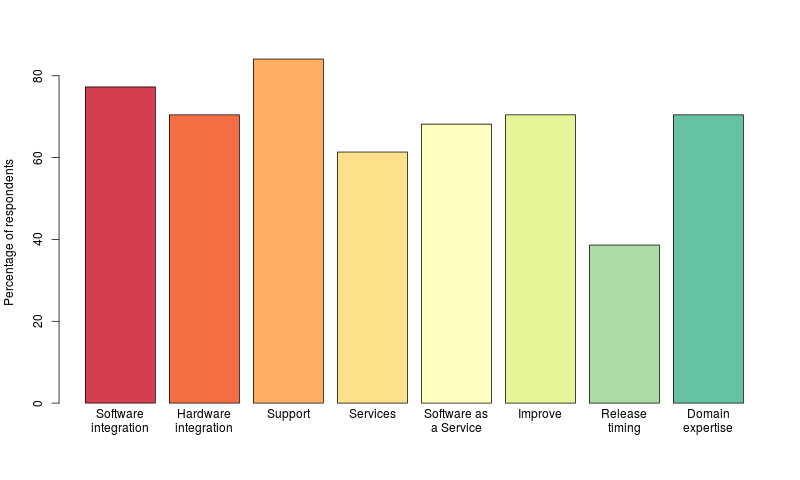 Percentage of respondents
80
60
40
20
0
Software
integration
Hardware
integration
Support
Services
Software as
a Service
Improve
Release
timing
Domain
expertise